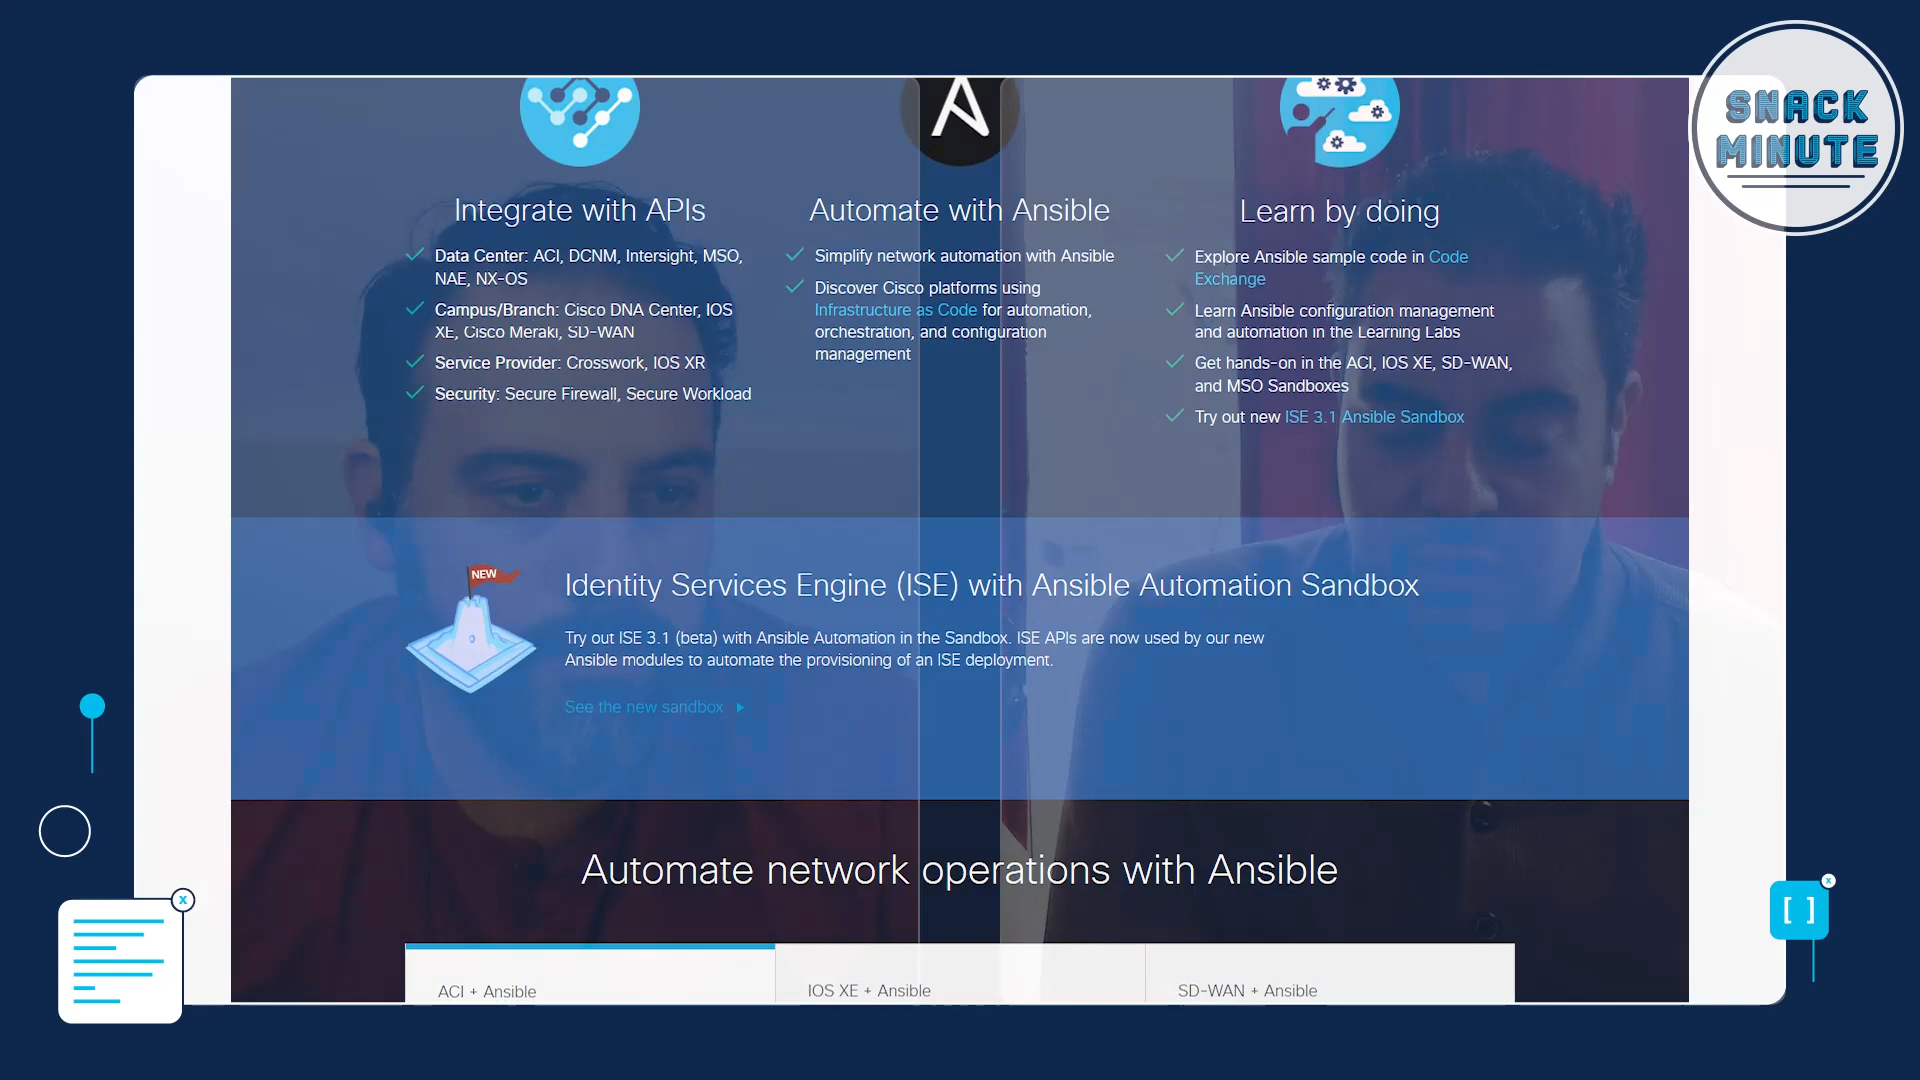 SNACK
MINUTE
Integrate with APIs
Data Center: ACI, DCNM, Intersight, MSO,
NAE, NX-OS
Campus/Branch: Cisco DNA Center, IOS
XE, Cisco Meraki, SD-WAN
Service Provider: Crosswork, IOS XR
Security: Secure Firewall, Secure Workload
Automate with Ansible
Simplify network automation with Ansible
Discover Cisco platforms using
Infrastructure as Code for automation,
orchestration, and configuration
management
Learn by doing
Explore Ansible sample code in Code
Exchange
Learn Ansible configuration management
and automation in the Learning Labs
Get hands-on in the ACI, IOS XE, SD-WAN,
and MSO Sandboxes
Try out new ISE 3.1 Ansible Sandbox
NEW
Identity Services Engine (ISE) with Ansible Automation Sandbox
Try out ISE 3.1 (beta) with Ansible Automation in the Sandbox. ISE APIs are now used by our new
Ansible modules to automate the provisioning of an ISE deployment.
See the new sandbox
Automate network operations with Ansible
ACI + Ansible
IOS XE + Ansible
SD-WAN + Ansible
x
x
[ ]